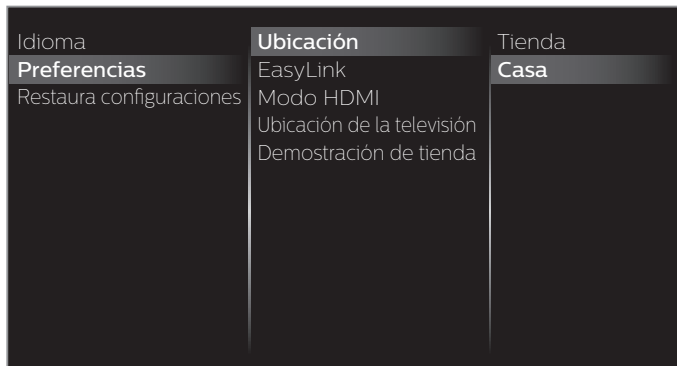 Idioma
Preferencias
Restaura configuraciones
Ubicación
EasyLink
Modo HDMI
Ubicación de la televisión
Demostración de tienda
Tienda
Casa